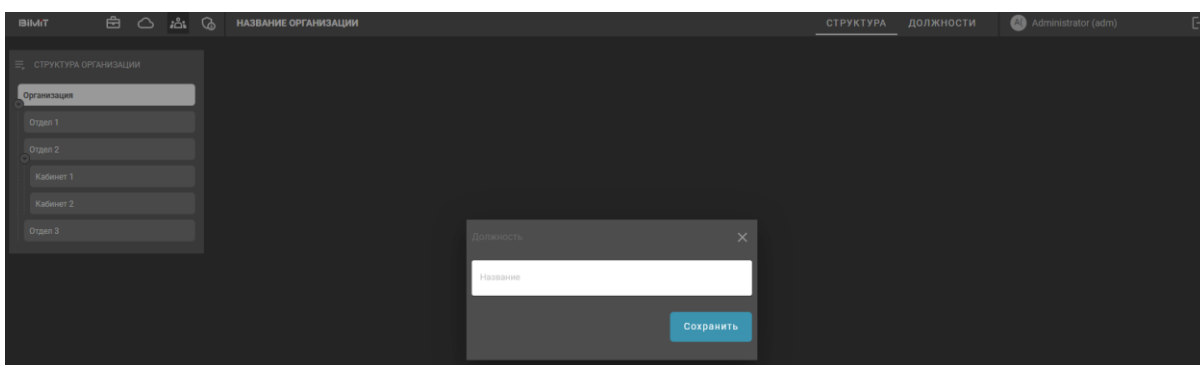 BIMiT
НАЗВАНИЕ ОРГАНИЗАЦИИ
СТРУКТУРА ДОЛЖНОСТИ
Administrator (adm)
СТРУКТУРА ОРГАНИЗАЦИИ
Организация
Отдел 1
Отдел 2
Кабинет 1
Кабинет 2
Отдел 3
Должность
Название
Сохранить